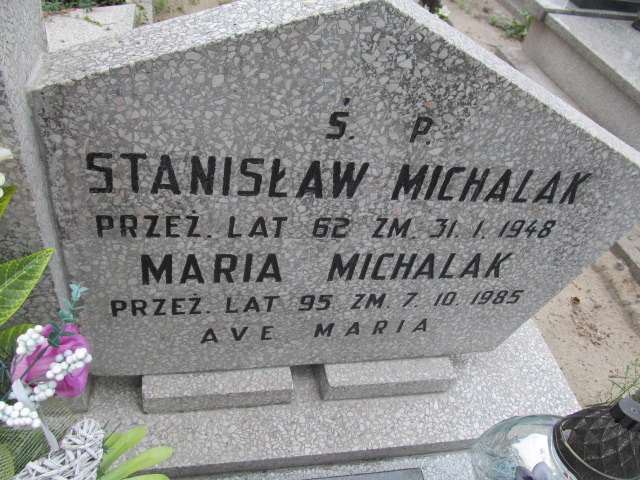 Ś. P.
STANISŁAW MICHALAK
PRZEŻ. LAT 62 ZM. 31. 1. 1948
MARIA MICHALAK
PRZEŻ. LAT 95 ZM. 7. 10. 1985
AVE MARIA